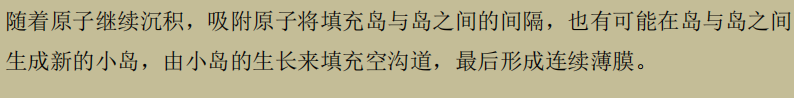 随着原子继续沉积，吸附原子将填充岛与岛之间的间隔，也有可能在岛与岛之间
生成新的小岛，由小岛的生长来填充空沟道，最后形成连续薄膜。